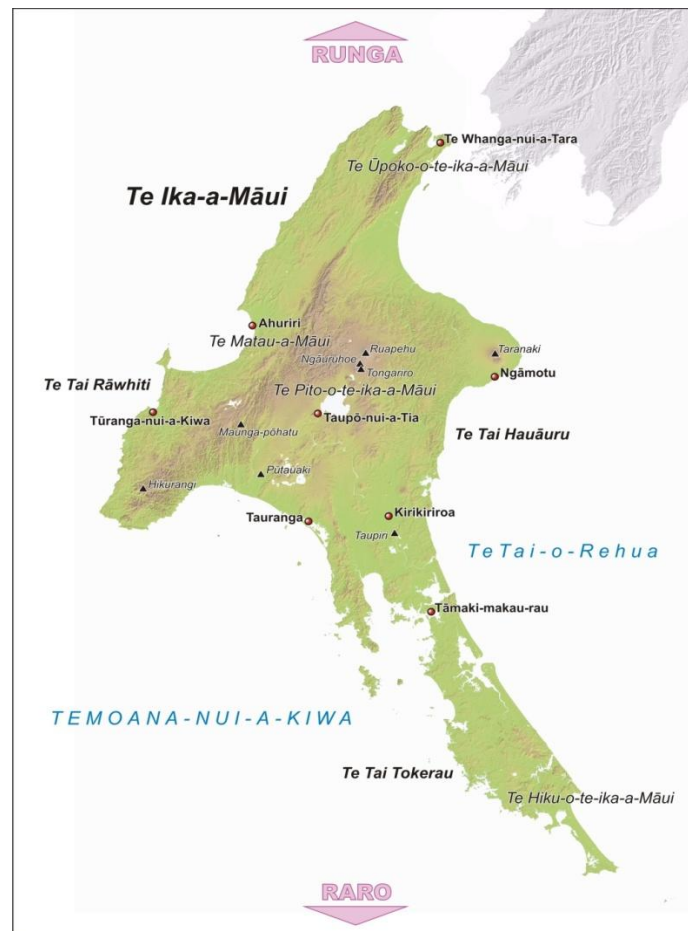 RUNGA
Te Whanga-nui-a-Tara
Te Ūpoko-o-te-ika-a-Māui
Te Ika-a-Māui
Ahuriri
Te Matau-a-Māui
Ruapehu
Ngāuruhoe
Tongariro
Taranaki
Ngāmotu
Te Tai Rāwhiti
Te Pito-o-te-ika-a-Māui
Tūranga-nui-a-Kiwa
Taupō-nui-a-Tia
Maunga-pōhatu
Te Tai Hauāuru
Pūtauaki
Hikurangi
Tauranga
Kirikiriroa
Taupiri
TeTai-o-Rehua
Tāmaki-makau-rau
TEMOANA-NUI-A-KIWA
Te Tai Tokerau
Te Hiku-o-te-ika-a-Māui
RARO